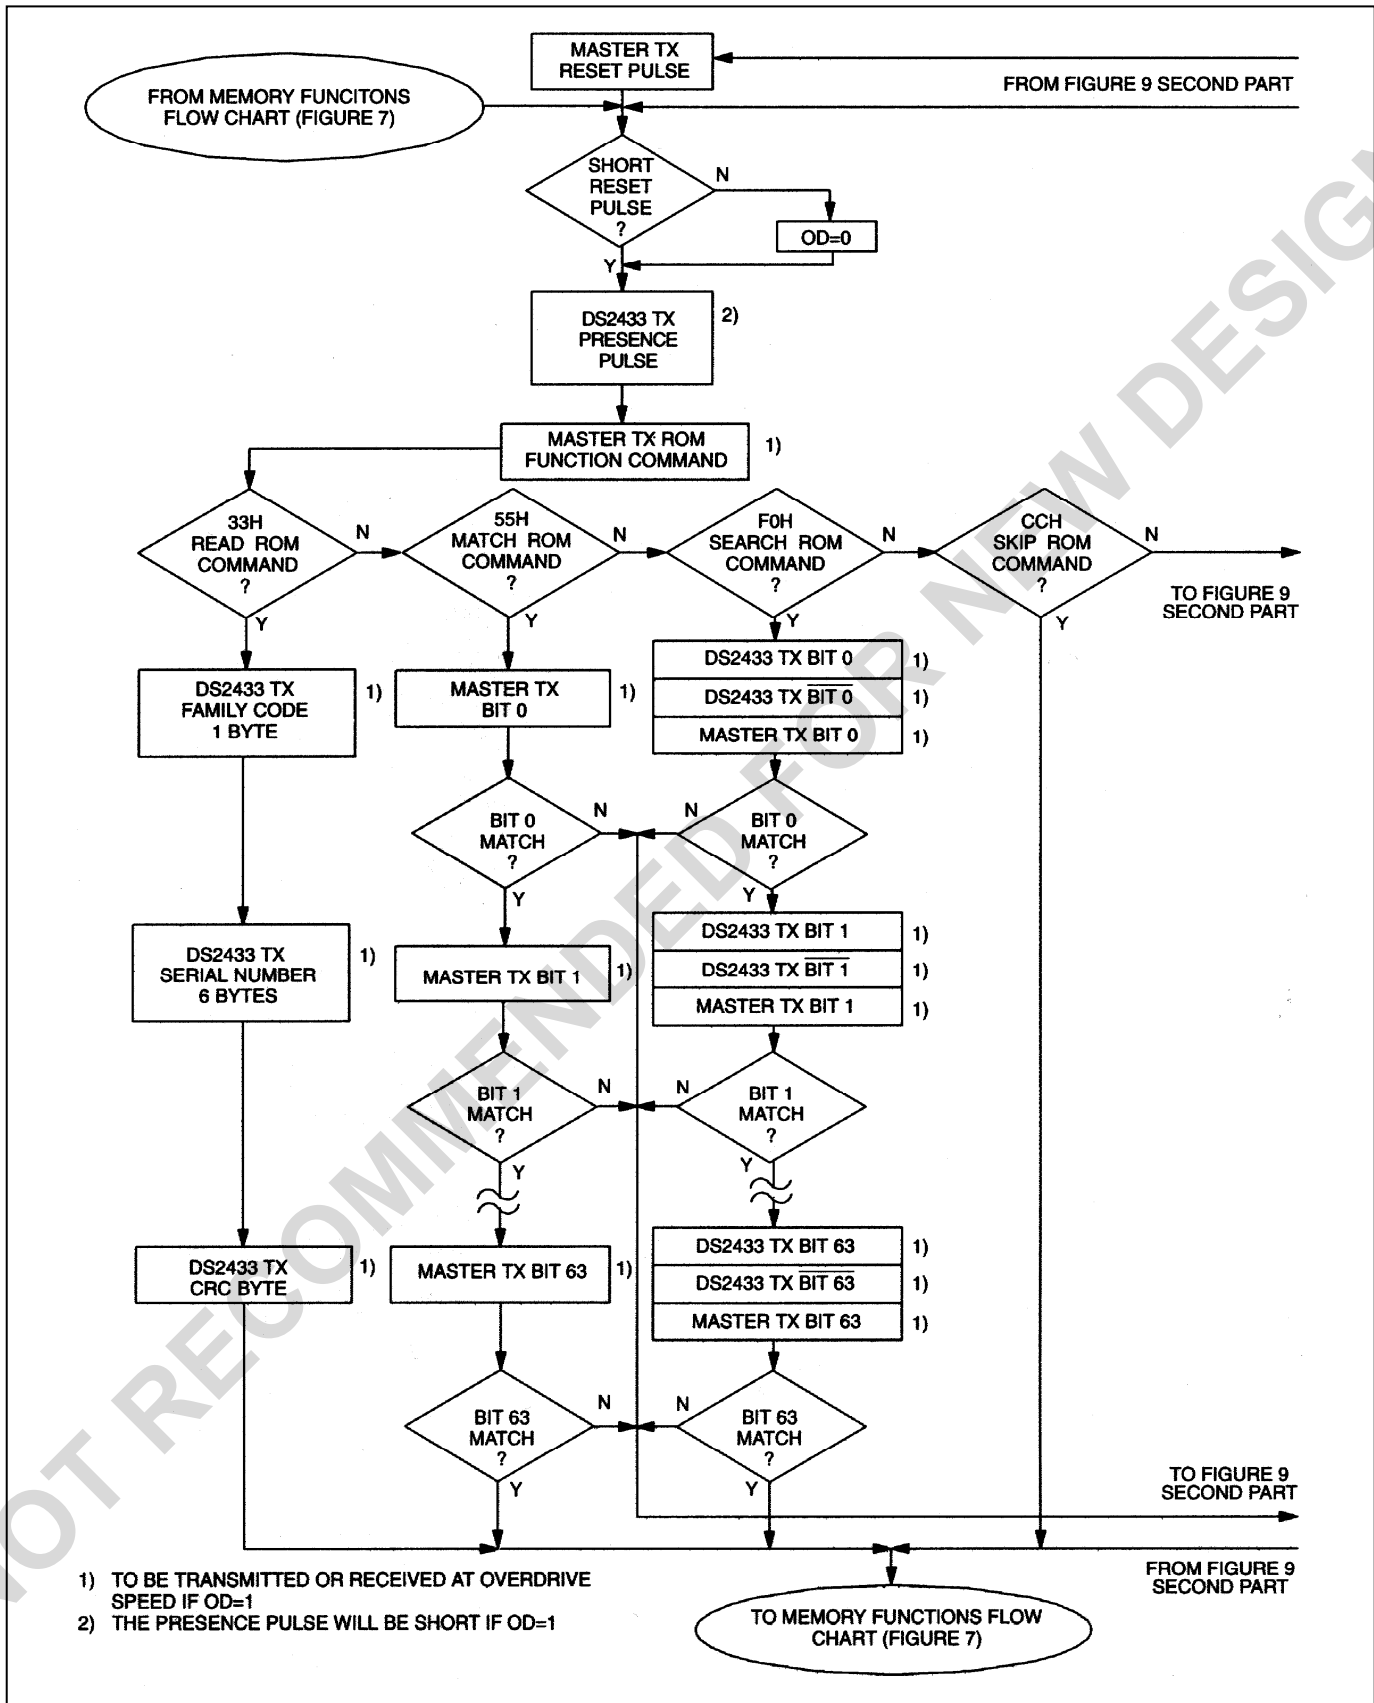 MASTER TX
RESET PULSE
FROM FIGURE 9 SECOND PART
FROM MEMORY FUNCITONS
FLOW CHART (FIGURE 7)
SHORT
RESET
PULSE
?
N
OD=0
Y
DS2433 TX
PRESENCE
PULSE
2)
MASTER TX ROM
FUNCTION COMMAND
1)
33H
READ ROM
COMMAND
?
N
Y
55H
MATCH ROM
COMMAND
?
N
Y
F0H
SEARCH ROM
COMMAND
?
N
Y
CCH
SKIP ROM
COMMAND
?
N
Y
TO FIGURE 9
SECOND PART
DS2433 TX
FAMILY CODE
1 BYTE
1)
MASTER TX
BIT 0
1)
DS2433 TX BIT 0
1)
DS2433 TX B̅I̅T̅ ̅0̅
1)
MASTER TX BIT 0
1)
BIT 0
MATCH
?
N
Y
N
BIT 0
MATCH
?
Y
DS2433 TX
SERIAL NUMBER
6 BYTES
1)
MASTER TX BIT 1
1)
DS2433 TX BIT 1
1)
DS2433 TX B̅I̅T̅ ̅1̅
1)
MASTER TX BIT 1
1)
BIT 1
MATCH
?
N
Y
N
BIT 1
MATCH
?
Y
DS2433 TX
CRC BYTE
1)
MASTER TX BIT 63
1)
DS2433 TX BIT 63
1)
DS2433 TX B̅I̅T̅ ̅6̅3̅
1)
MASTER TX BIT 63
1)
BIT 63
MATCH
?
N
Y
N
BIT 63
MATCH
?
Y
TO FIGURE 9
SECOND PART
FROM FIGURE 9
SECOND PART
1) TO BE TRANSMITTED OR RECEIVED AT OVERDRIVE
SPEED IF OD=1
2) THE PRESENCE PULSE WILL BE SHORT IF OD=1
TO MEMORY FUNCTIONS FLOW
CHART (FIGURE 7)
NOT RECOMMENDED FOR NEW DESIGN